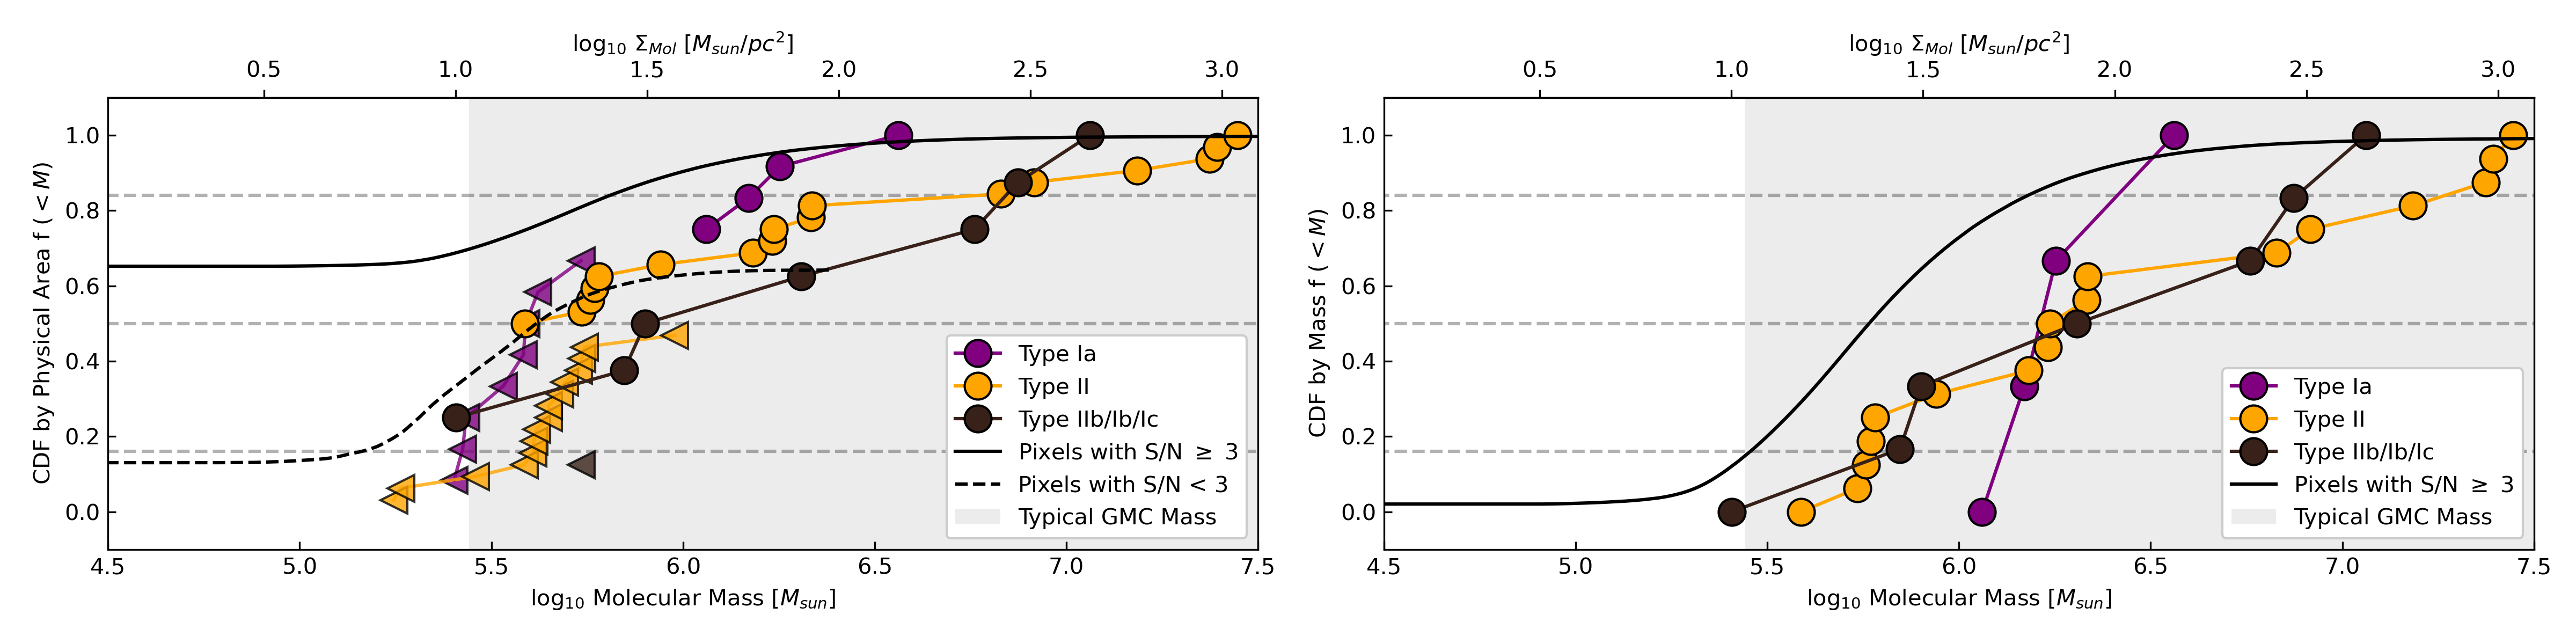 log₁₀ Σ_Mol [M_sun/pc²]
0.5 1.0 1.5 2.0 2.5 3.0
CDF by Physical Area f ( < M)
1.0
0.8
0.6
0.4
0.2
0.0
Type Ia
Type II
Type IIb/Ib/Ic
Pixels with S/N ≥ 3
Pixels with S/N < 3
Typical GMC Mass
4.5 5.0 5.5 6.0 6.5 7.0 7.5
log₁₀ Molecular Mass [M_sun]
log₁₀ Σ_Mol [M_sun/pc²]
0.5 1.0 1.5 2.0 2.5 3.0
CDF by Mass f ( < M)
1.0
0.8
0.6
0.4
0.2
0.0
Type Ia
Type II
Type IIb/Ib/Ic
Pixels with S/N ≥ 3
Typical GMC Mass
4.5 5.0 5.5 6.0 6.5 7.0 7.5
log₁₀ Molecular Mass [M_sun]